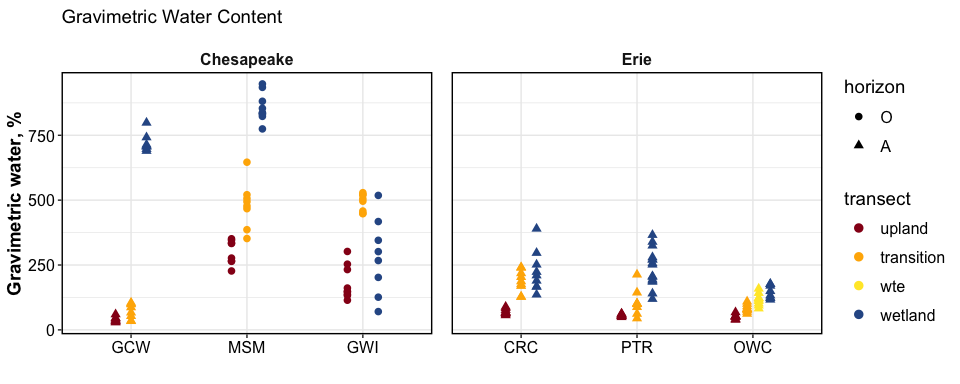 Gravimetric Water Content
Chesapeake
Erie
Gravimetric water, %
750
500
250
0
GCW
MSM
GWI
CRC
PTR
OWC
horizon
O
A
transect
upland
transition
wte
wetland